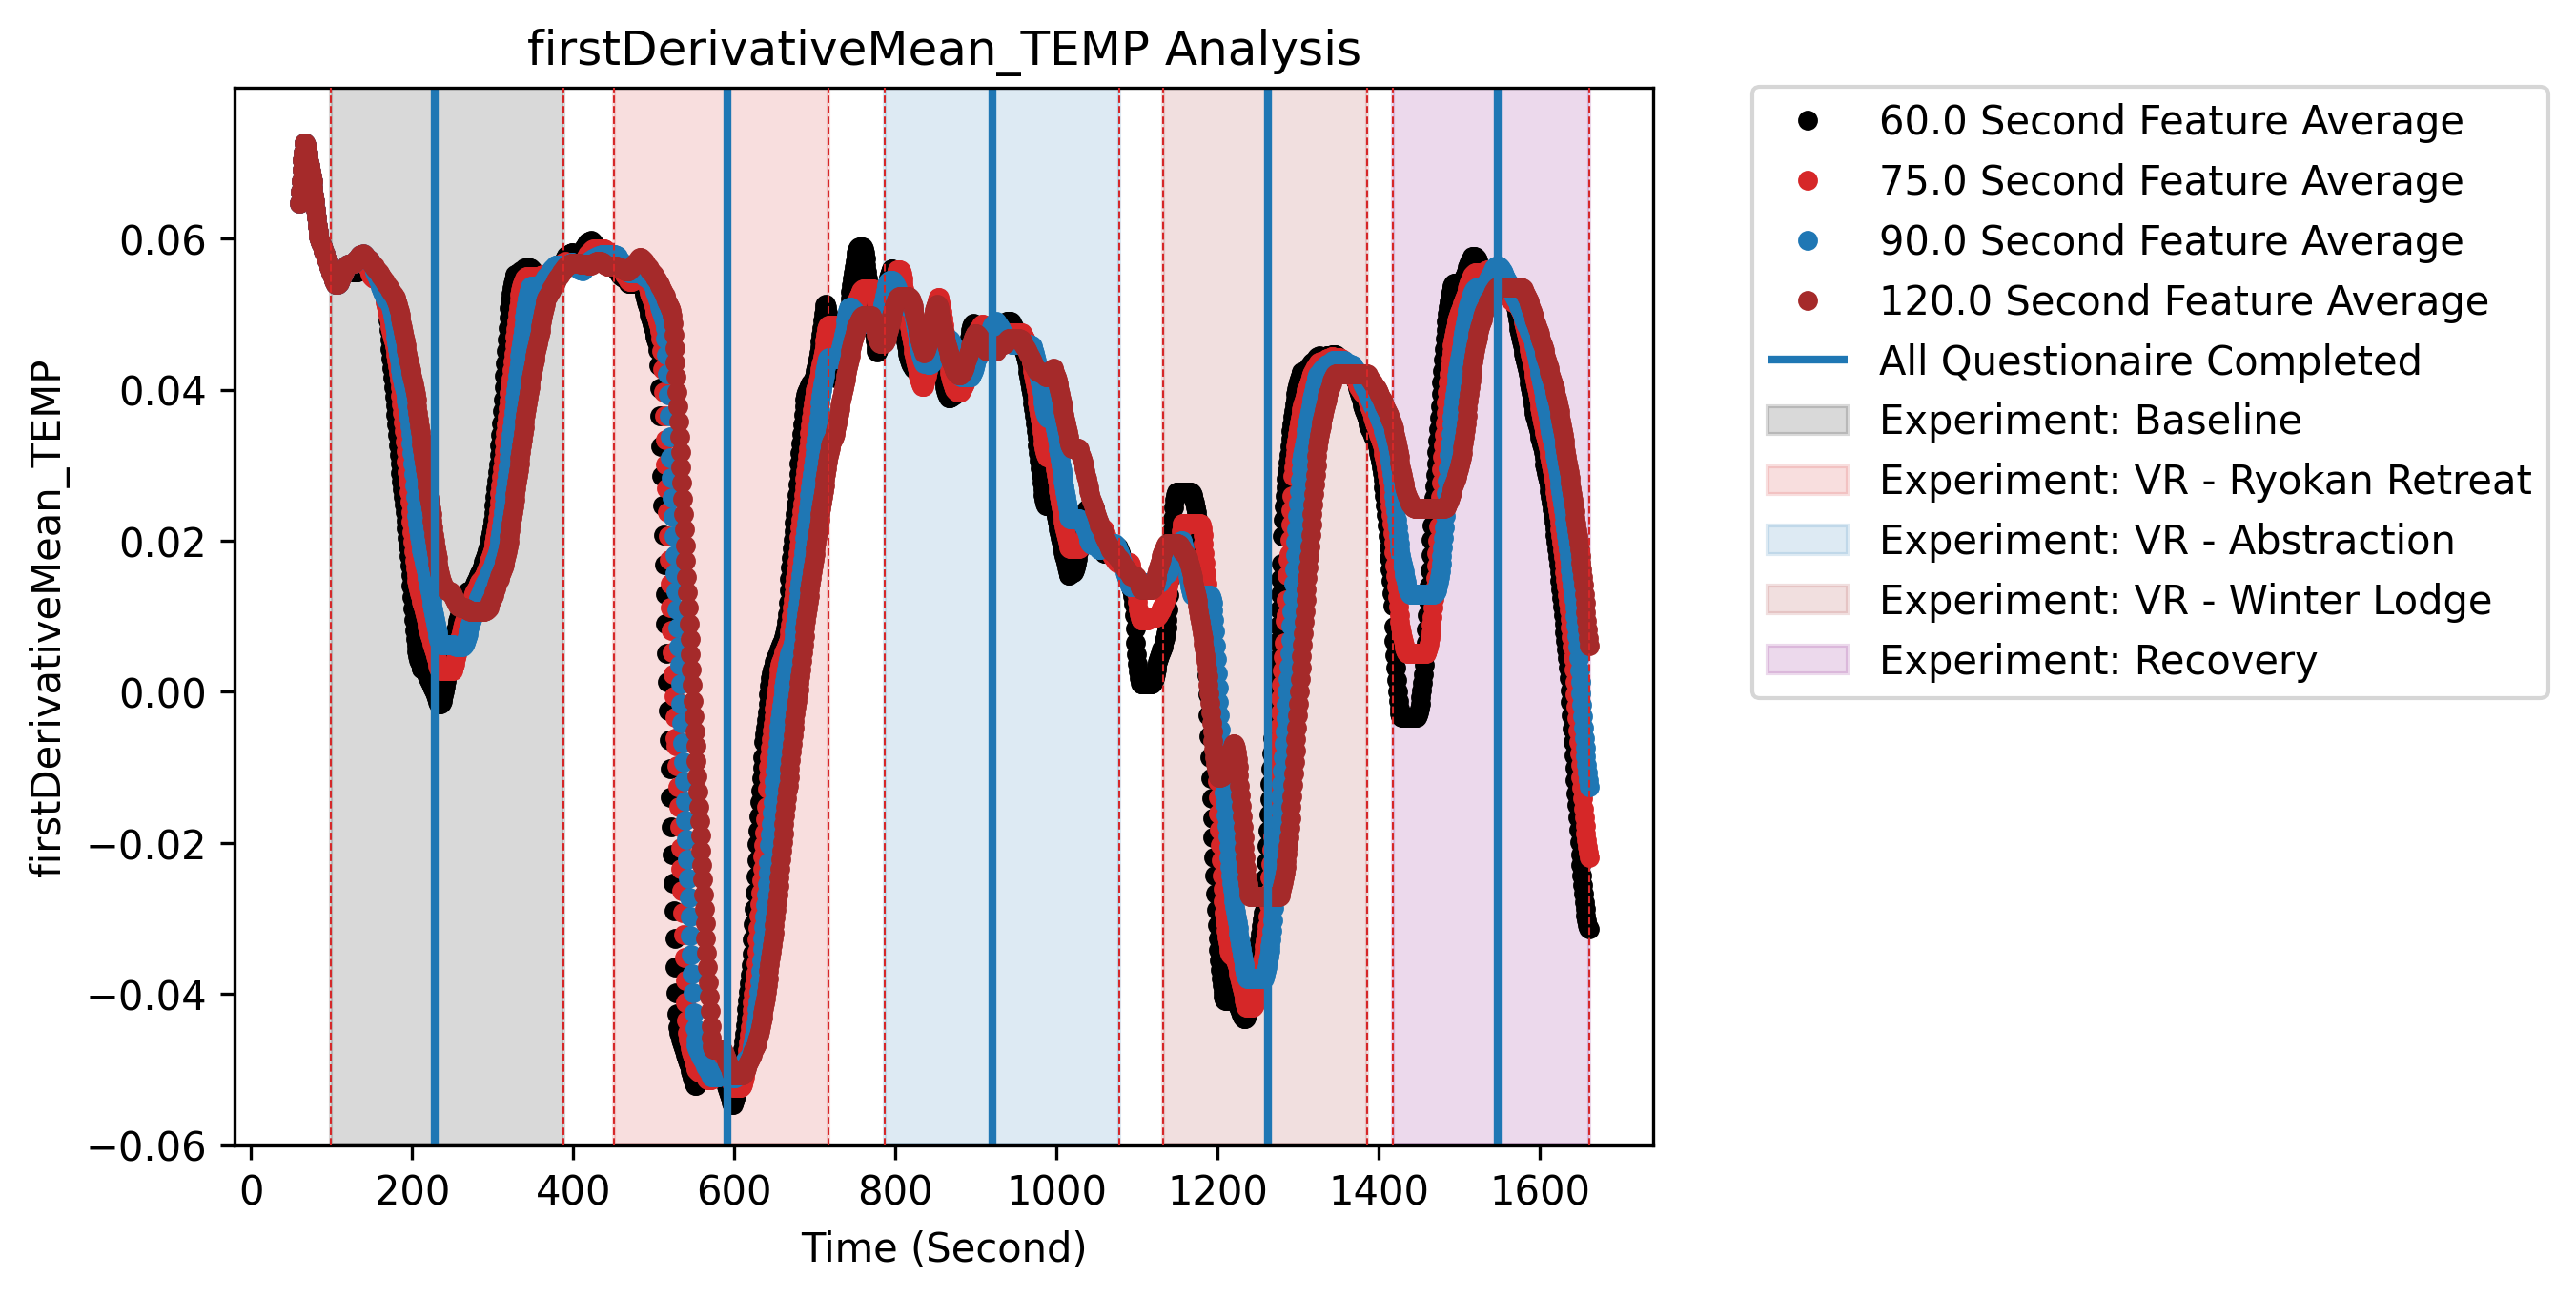 firstDerivativeMean_TEMP Analysis
firstDerivativeMean_TEMP
0.06
0.04
0.02
0.00
−0.02
−0.04
−0.06
0 200 400 600 800 1000 1200 1400 1600
Time (Second)
60.0 Second Feature Average
75.0 Second Feature Average
90.0 Second Feature Average
120.0 Second Feature Average
All Questionaire Completed
Experiment: Baseline
Experiment: VR - Ryokan Retreat
Experiment: VR - Abstraction
Experiment: VR - Winter Lodge
Experiment: Recovery